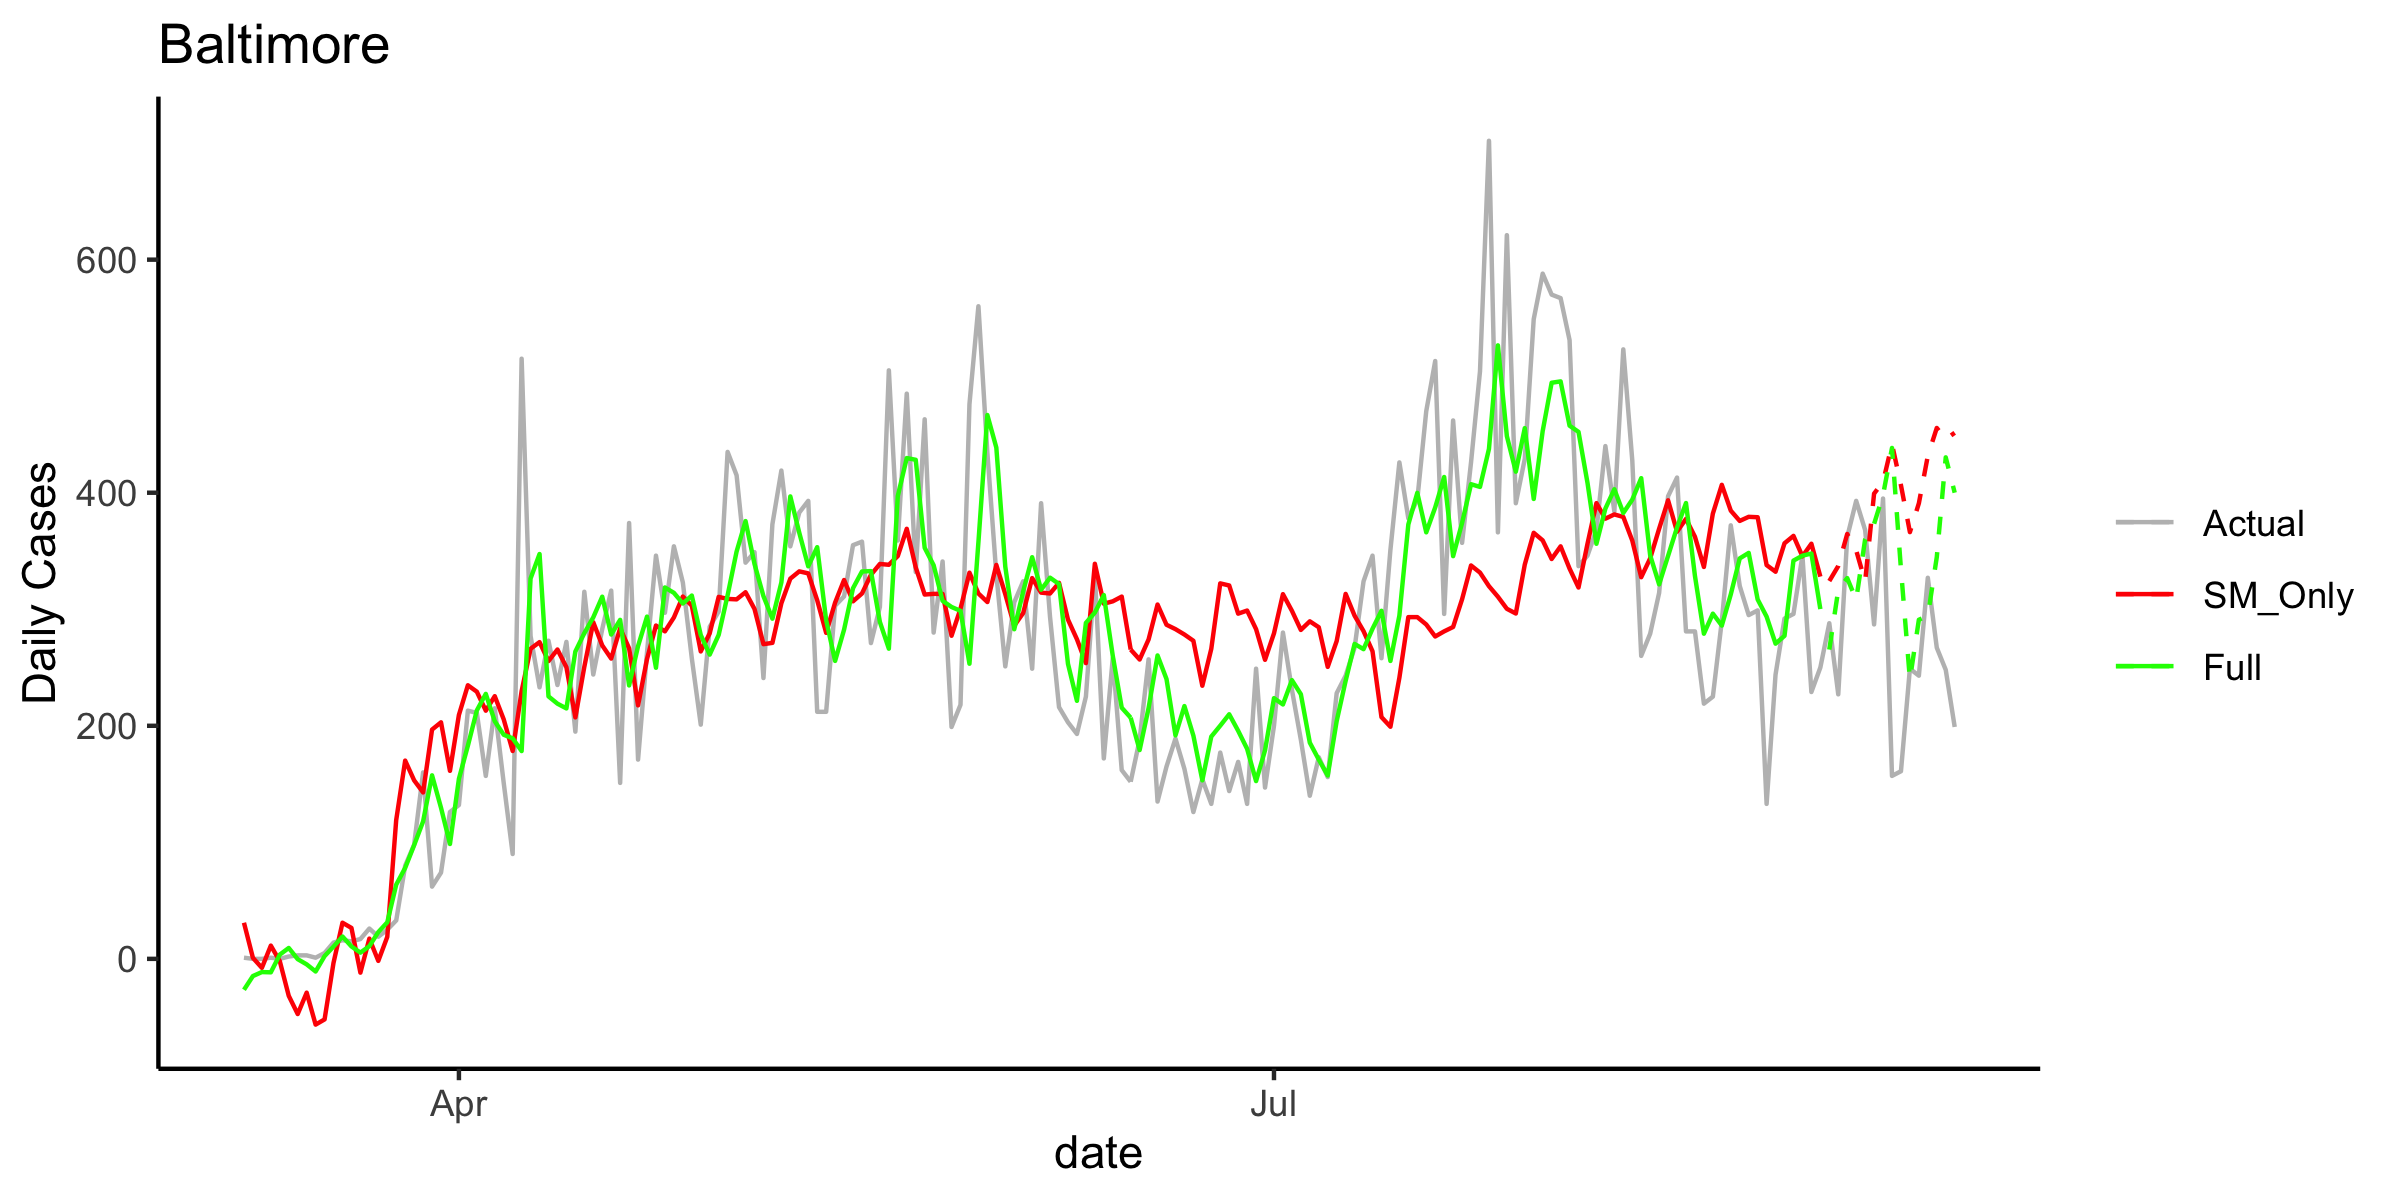 Baltimore
Daily Cases
600
400
200
0
Apr
Jul
date
Actual
SM_Only
Full